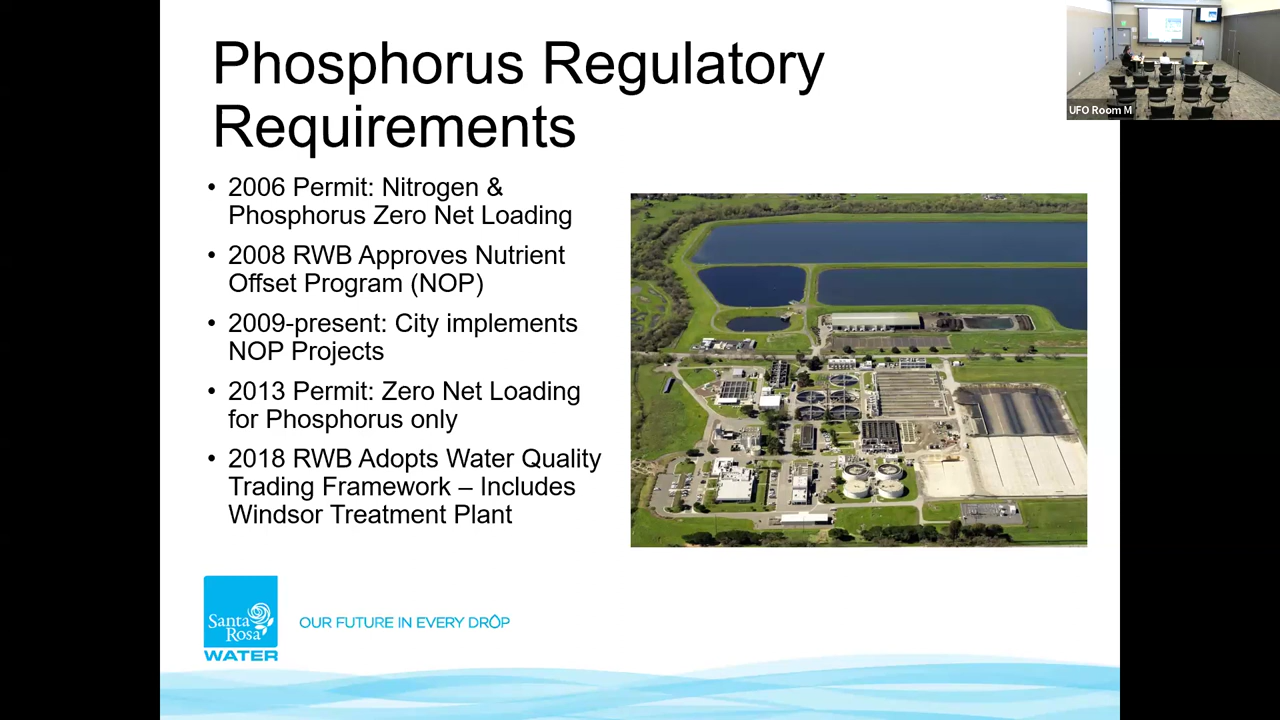 Phosphorus Regulatory
Requirements
• 2006 Permit: Nitrogen &
Phosphorus Zero Net Loading
• 2008 RWB Approves Nutrient
Offset Program (NOP)
• 2009-present: City implements
NOP Projects
• 2013 Permit: Zero Net Loading
for Phosphorus only
• 2018 RWB Adopts Water Quality
Trading Framework – Includes
Windsor Treatment Plant
UFO Room M
Santa
Rosa
WATER
OUR FUTURE IN EVERY DROP